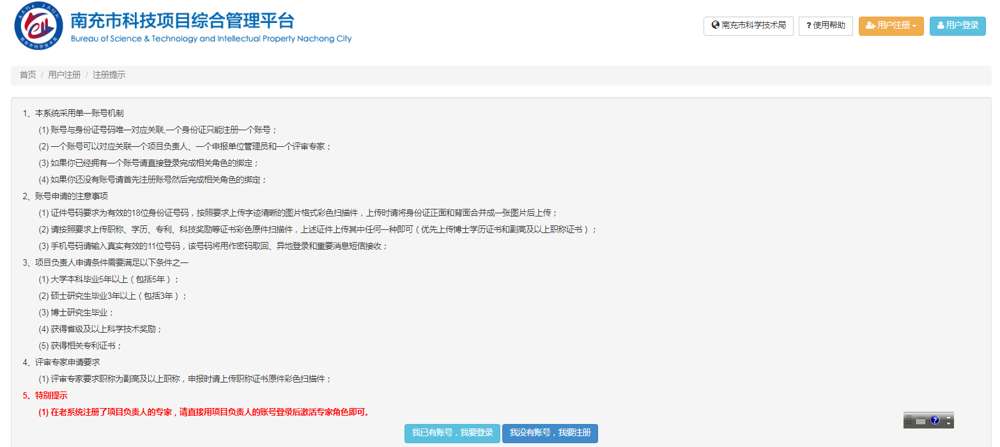 南充市科技项目综合管理平台
Bureau of Science & Technology and Intellectual Property Nachong City
南充市科学技术局
? 使用帮助
用户注册
用户登录
首页 / 用户注册 / 注册提示
1、本系统采用单一账号机制
(1) 账号与身份证号码唯一对应关联,一个身份证只能注册一个账号；
(2) 一个账号可以对应关联一个项目负责人、一个申报单位管理员和一个评审专家；
(3) 如果你已经拥有一个账号请直接登录完成相关角色的绑定；
(4) 如果你还没有账号请首先注册账号然后完成相关角色的绑定；
2、账号申请的注意事项
(1) 证件号码要求为有效的18位身份证号码，按照要求上传字迹清晰的图片格式彩色扫描件，上传时请将身份证正面和背面合并成一张图片后上传；
(2) 请按照要求上传职称、学历、专利、科技奖励等证书彩色原件扫描件，上述证件上传其中任何一种即可（优先上传博士学历证书和副高及以上职称证书）；
(3) 手机号码请输入真实有效的11位号码，该号码将用作密码取回、异地登录和重要消息短信接收；
3、项目负责人申请条件需要满足以下条件之一
(1) 大学本科毕业5年以上（包括5年）；
(2) 硕士研究生毕业3年以上（包括3年）；
(3) 博士研究生毕业；
(4) 获得省级及以上科学技术奖励；
(5) 获得相关专利证书；
4、评审专家申请要求
(1) 评审专家要求职称为副高及以上职称，申报时请上传职称证书原件彩色扫描件；
5、特别提示
(1) 在老系统注册了项目负责人的专家，请直接用项目负责人的账号登录后激活专家角色即可。
我已有账号，我要登录
我没有账号，我要注册